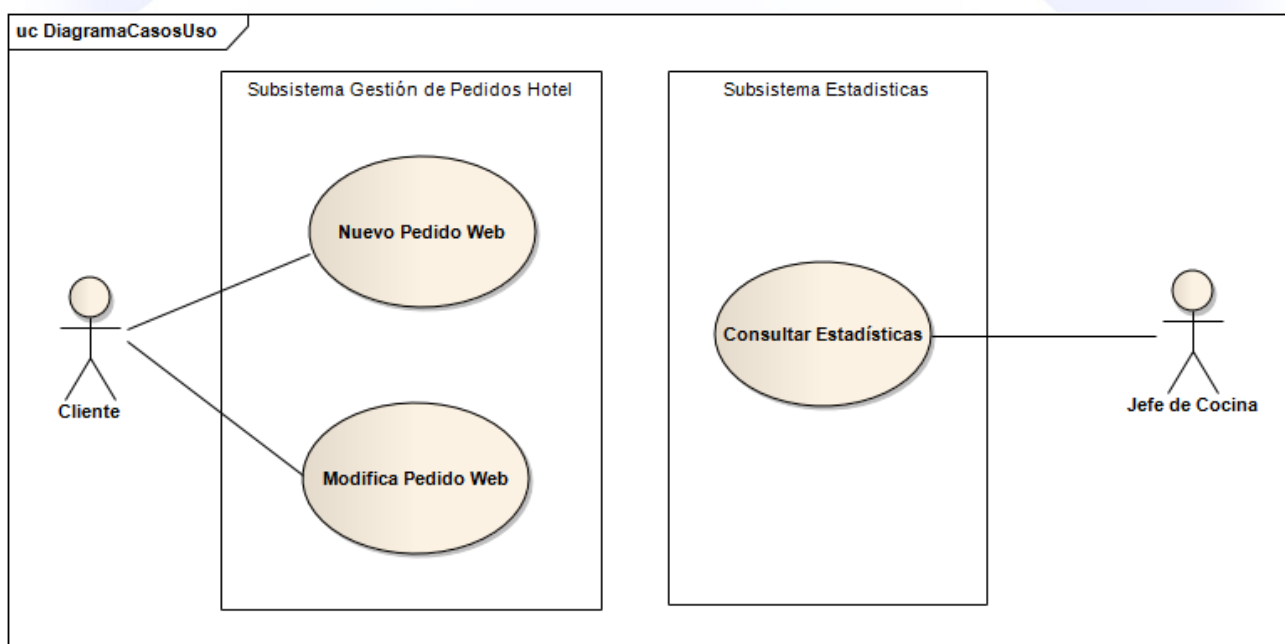 uc DiagramaCasosUso
Subsistema Gestión de Pedidos Hotel
Subsistema Estadisticas
Nuevo Pedido Web
Consultar Estadísticas
Cliente
Jefe de Cocina
Modifica Pedido Web